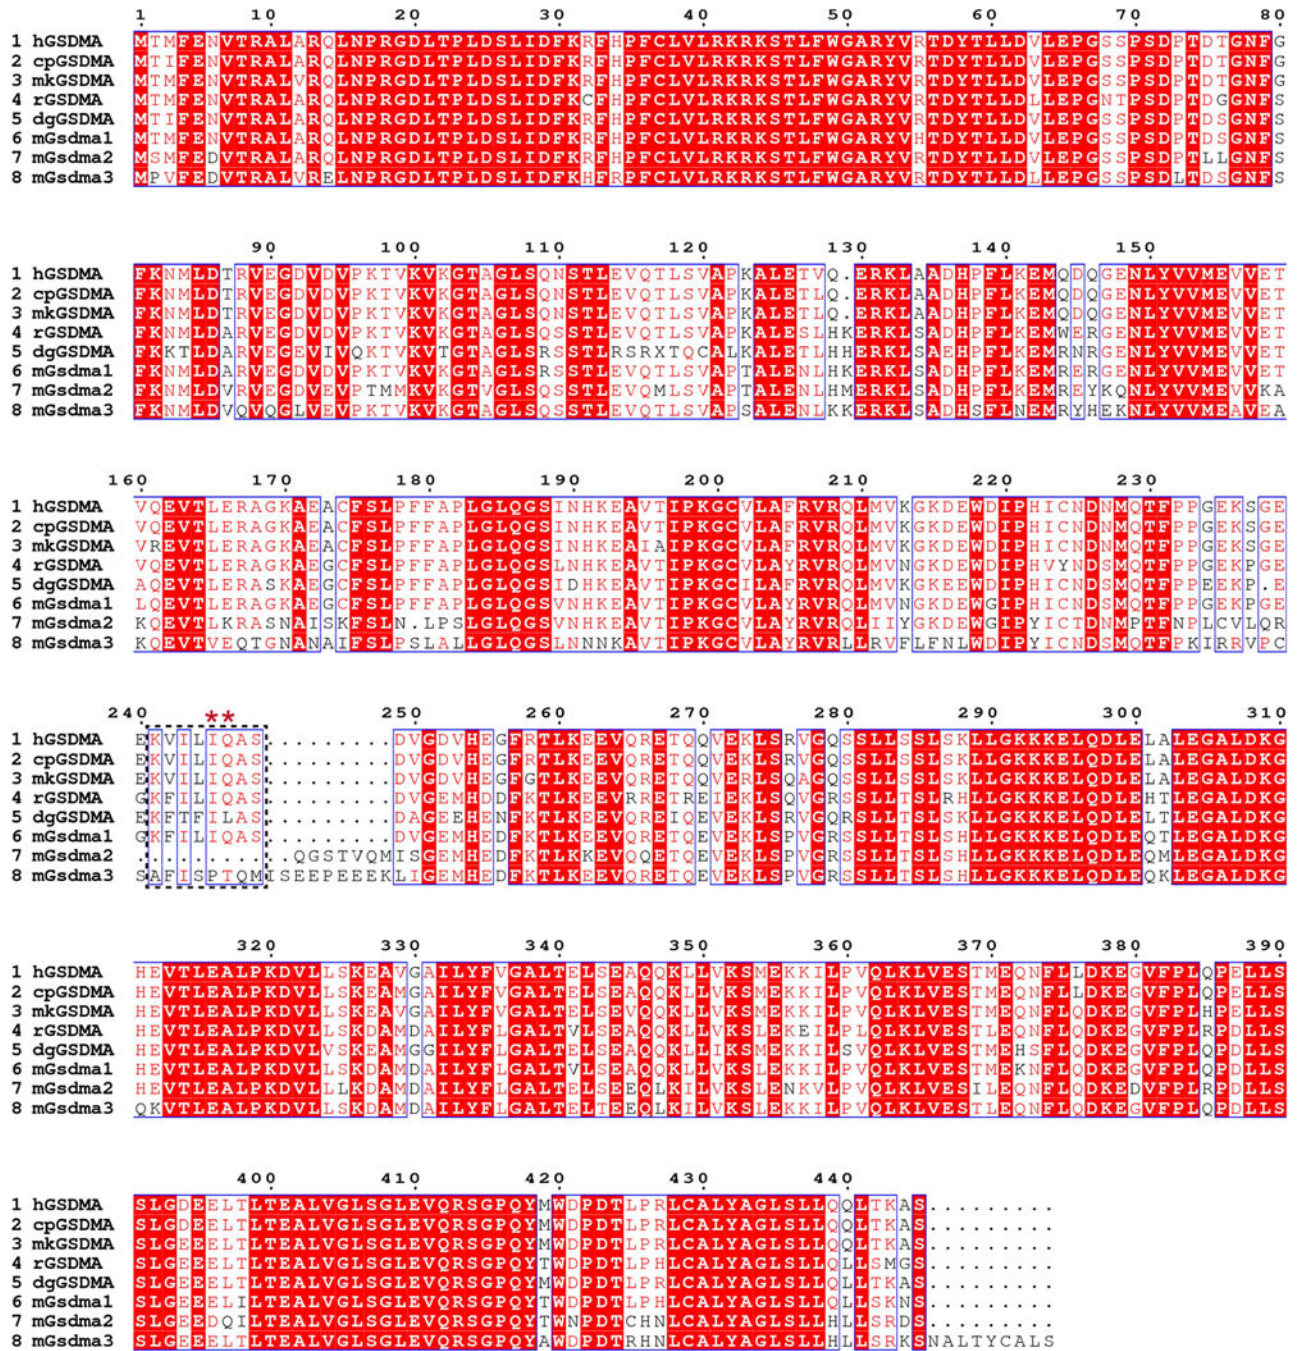 1 10 20 30 40 50 60 70 80
1 hGSDMA MTMFENVTRALARQLNPRGDLTPLDSLIDFKRFHPFCLVLRKRKSTLFWGARYVRTDYTLLDVLEPGSSPSDPTDTGNFG
2 cpGSDMA MTIFENVTRALARQLNPRGDLTPLDSLIDFKRFHPFCLVLRKRKSTLFWGARYVRTDYTLLDVLEPGSSPSDPTDTGNFG
3 mkGSDMA MTMFENVTRALVRQLNPRGDLTPLDSLIDFKRFHPFCLVLRKRKSTLFWGARYVRTDYTLLDVLEPGSSPSDPTDTGNFG
4 rGSDMA MTMFENVTRALARQLNPRGDLTPLDSLIDFKCFHPFCLVLRKRKSTLFWGARYVRTDYTLLDLLEPGNTPSDPTDGGNFS
5 dgGSDMA MTIFENVTRALARQLNPRGDLTPLDSLIDFKRFHPFCLVLRKRKSTLFWGARYVRTDYTLLDVLEPGSSPSDPTDSGNFS
6 mGsdma1 MTMFENVTRALARQLNPRGDLTPLDSLIDFKRFHPFCLVLRKRKSTLFWGARYVHTDYTLLDVLEPGSSPSDPTDSGNFS
7 mGsdma2 MSMFEDVTRALARQLNPRGDLTPLDSLIDFKRFHPFCLVLRKRKSTLFWGARYVRTDYTLLDVLEPGSSPSDPTLLGNFS
8 mGsdma3 MPVFEDVTRALVRELNPRGDLTPLDSLIDFKHFRPFCLVLRKRKSTLFWGARYVRTDYTLLDLLEPGSSPSDLTDSGNFS
90 100 110 120 130 140 150
1 hGSDMA FKNMLDTRVEGDVDVPKTVKVKGTAGLSQNSTLEVQTLSVAPKALETVQ.ERKLAADHPFLKEMQDQGENLYVVMEVVET
2 cpGSDMA FKNMLDTRVEGDVDVPKTVKVKGTAGLSQNSTLEVQTLSVAPKALETLQ.ERKLAADHPFLKEMQDQGENLYVVMEVVET
3 mkGSDMA FKNMLDTRVEGDVDVPKTVKVKGTAGLSQNSTLEVQTLSVAPKALETLQ.ERKLSADHPFLKEMQDQGENLYVVMEVVET
4 rGSDMA FKNMLDARVEGDVDVPKTVKVKGTAGLSQSSTLEVQTLSVAPKALESLHKERKLSADHPFLKEMWERGENLYVVMEVVET
5 dgGSDMA FKKTLDARVEGEVIVQKTVKVTGTAGLSRSSTLRSRXTQCALKALETLHHERKLSAEHPFLKEMRNRGENLYVVMEVVET
6 mGsdma1 FKNMLDARVEGDVDVPKTVKVKGTAGLSRSSTLEVQTLSVAPTALENLHKERKLSADHPFLKEMRERGENLYVVMEVVET
7 mGsdma2 FKNMLDVRVEGDVEVPTMMKVKGTVGLSQSSTLEVQMLSVAPTALENLHMERKLSADHPFLKEMREYKQNLYVVMEVVKA
8 mGsdma3 FKNMLDVQVQGLVEVPKTVKVKGTAGLSQSSTLEVQTLSVAPSALENLKKERKLSADHSFLNEMRYHEKNLYVVMEAVEA
160 170 180 190 200 210 220 230
1 hGSDMA VQEVTLERAGKAEACFSLPFFAPLGLQGSINHKEAVTIPKGCVLAFRVRQLMVKGKDEWDIPHICNDNMQTFPPGEKSGE
2 cpGSDMA VQEVTLERAGKAEACFSLPFFAPLGLQGSINHKEAVTIPKGCVLAFRVRQLMVKGKDEWDIPHICNDNMQTFPPGEKSGE
3 mkGSDMA VREVTLERAGKAEACFSLPFFAPLGLQGSINHKEAIAIPKGCVLAFRVRQLMVKGKDEWDIPHICNDNMQTFPPGEKSGE
4 rGSDMA VQEVTLERAGKAEGCFSLPFFAPLGLQGSLNHKEAVTIPKGCVLAFRVRQLMVKGKDEWDIPHVYNDNMQTFPPGEKPGE
5 dgGSDMA AQEVTLERASKAEGCFSLPFFAPLGLQGSIDHKEAVTIPKGCILAFRVRQLMVNGKEEWDIPHICNDSMQTFPPEEKP.E
6 mGsdma1 LQEVTLERAGKAEGCFSLPFFAPLGLQGSVNHKEAVTIPKGCVLAYRVRQLMVNGKDEWGIPHICNDSMQTFPPGEKPGE
7 mGsdma2 KQEVTLKRASNAISKFSLN.LPSLGLQGSVNHKEAVTIPKGCVLAYRVRQLIIYGKDEWGIPYICTDSMPTFNPLCVLQR
8 mGsdma3 KQEVTVEQTGNANAIFSLPSLALLGLQGSLNNNKAVTIPKGCVLAYRVRLLRVFLFNLWDIPYICNDSMQTFPKIRRVPC
240 ** 250 260 270 280 290 300 310
1 hGSDMA EKVILIQAS.........DVGDVHEGFRTLKEEVQRETQQVEKLSRVGQSSLLSSLSKLLGKKKELQDLELALEGALDKG
2 cpGSDMA EKVILIQAS.........DVGDVHEGFRTLKEEVQRETQQVEKLSRVGQSSLLSSLSKLLGKKKELQDLELALEGALDKG
3 mkGSDMA EKVILIQAS.........DVGDVHEGFGTLKEEVQRETQQVERLSQAGQSSLLSSLSKLLGKKKELQDLELALEGALDKG
4 rGSDMA GKFILIQAS.........DVGEMHDDFKTLKEEVRRETREIEKLSQVGRSSLLTSLRHLLGKKKELQDLEHTLEGALDKG
5 dgGSDMA EKFTFILAS.........DAGEEHENFKTLKEEVQREIQEVEKLSRVGQRSLLTSLSKLLGKKKELQDLELTLEGALDKG
6 mGsdma1 GKFILIQAS.........DVGEMHEDFKTLKEEVQRETQEVEKLSPVGRSSLLTSLSHLLGKKKELQDLEQTLEGALDKG
7 mGsdma2 ..........QGSTVQMISGEMHEDFKTLKKEVQQETQEVEKLSPVGRSSLLTSLSHLLGKKKELQDLEQMLEGALDKG
8 mGsdma3 SAFISPTQMISEEPEEEKLIGEMHEDFKTLKEEVQRETQEVEKLSPVGRSSLLTSLSHLLGKKKELQDLEQKLEGALDKG
320 330 340 350 360 370 380 390
1 hGSDMA HEVTLEALPKDVLLSKEAVGAILYFVGALTELSEAQQKLLVKSMEKKILPVQLKLVESTMEQNFLLDKEGVFPLQPELLS
2 cpGSDMA HEVTLEALPKDVLLSKEAMGAILYFVGALTELSEAQQKLLVKSMEKKILPVQLKLVESTMEQNFLLDKEGVFPLQPELLS
3 mkGSDMA HEVTLEALPKDVLLSKEAVGAILYFVGALTELSEVQQKLLVKSMEKKILPVQLKLVESTMEQNFLQDKEGVFPLHPELLS
4 rGSDMA HEVTLEALPKDVLLSKDAMDAILYFVGALTVLSEAQQKLLVKSLEKEILPLQLKLVESTLEQNFLQDKEGVFPLRPDLLS
5 dgGSDMA HEVTLEALPKDVLVSKEAMGGILYFLGALTELSEAQQKLLIKSMEKKILSVQLKLVESTMEHSFLQDKEGVFPLQPDLLS
6 mGsdma1 HEVTLEALPKDVLLSKDAMDAILYFLGALTVLSEAQQKLLVKSMEKKILPVQLKLVESTMEKNFLQDKEGVFPLQPDLLS
7 mGsdma2 HEVTLEALPKDVLLLKDAMDAILYFLGALTELSEEQLKILVKSLENKVLPVQLKLVESILEQNFLQDKEDVFPLRPDLLS
8 mGsdma3 QKVTLEALPKDVLLSKDAMDAILYFLGALTELTEEQLKILVKSLEKKILPVQLKLVESTLEQNFLQDKEGVFPLQPDLLS
400 410 420 430 440
1 hGSDMA SLGDEELTLTEALVGLSGLEVQRSGPQYMWDPDTLPRLCALYAGLSLLQQLTKAS.........
2 cpGSDMA SLGDEELTLTEALVGLSGLEVQRSGPQYMWDPDTLPRLCALYAGLSLLQQLTKAS.........
3 mkGSDMA SLGEEELTLTEALVGLSGLEVQRSGPQYMWDPDTLPRLCALYAGLSLLQQLTKAS.........
4 rGSDMA SLGEEELTLTEALVGLSGLEVQRSGPQYTWDPDTLPHLCALYAGLSLLQLLSMGS.........
5 dgGSDMA SLGEEELTLTEALVGLSGLEVQRSGPQYMWDPDTLPRLCALYAGLSLLQLLTKAS.........
6 mGsdma1 SLGEEELILTEALVGLSGLEVQRSGPQYTWDPDTLPHLCALYAGLSLLQLLSKNS.........
7 mGsdma2 SLGEEDQILTEALVGLSGLEVQRSGPQYTWNPDTCHNLCALYAGLSLLHLLSRDS.........
8 mGsdma3 SLGEEELTLTEALVGLSGLEVQRSGPQYAWDPDTRHNLCALYAGLSLLHLLSRKSNALTYCALS